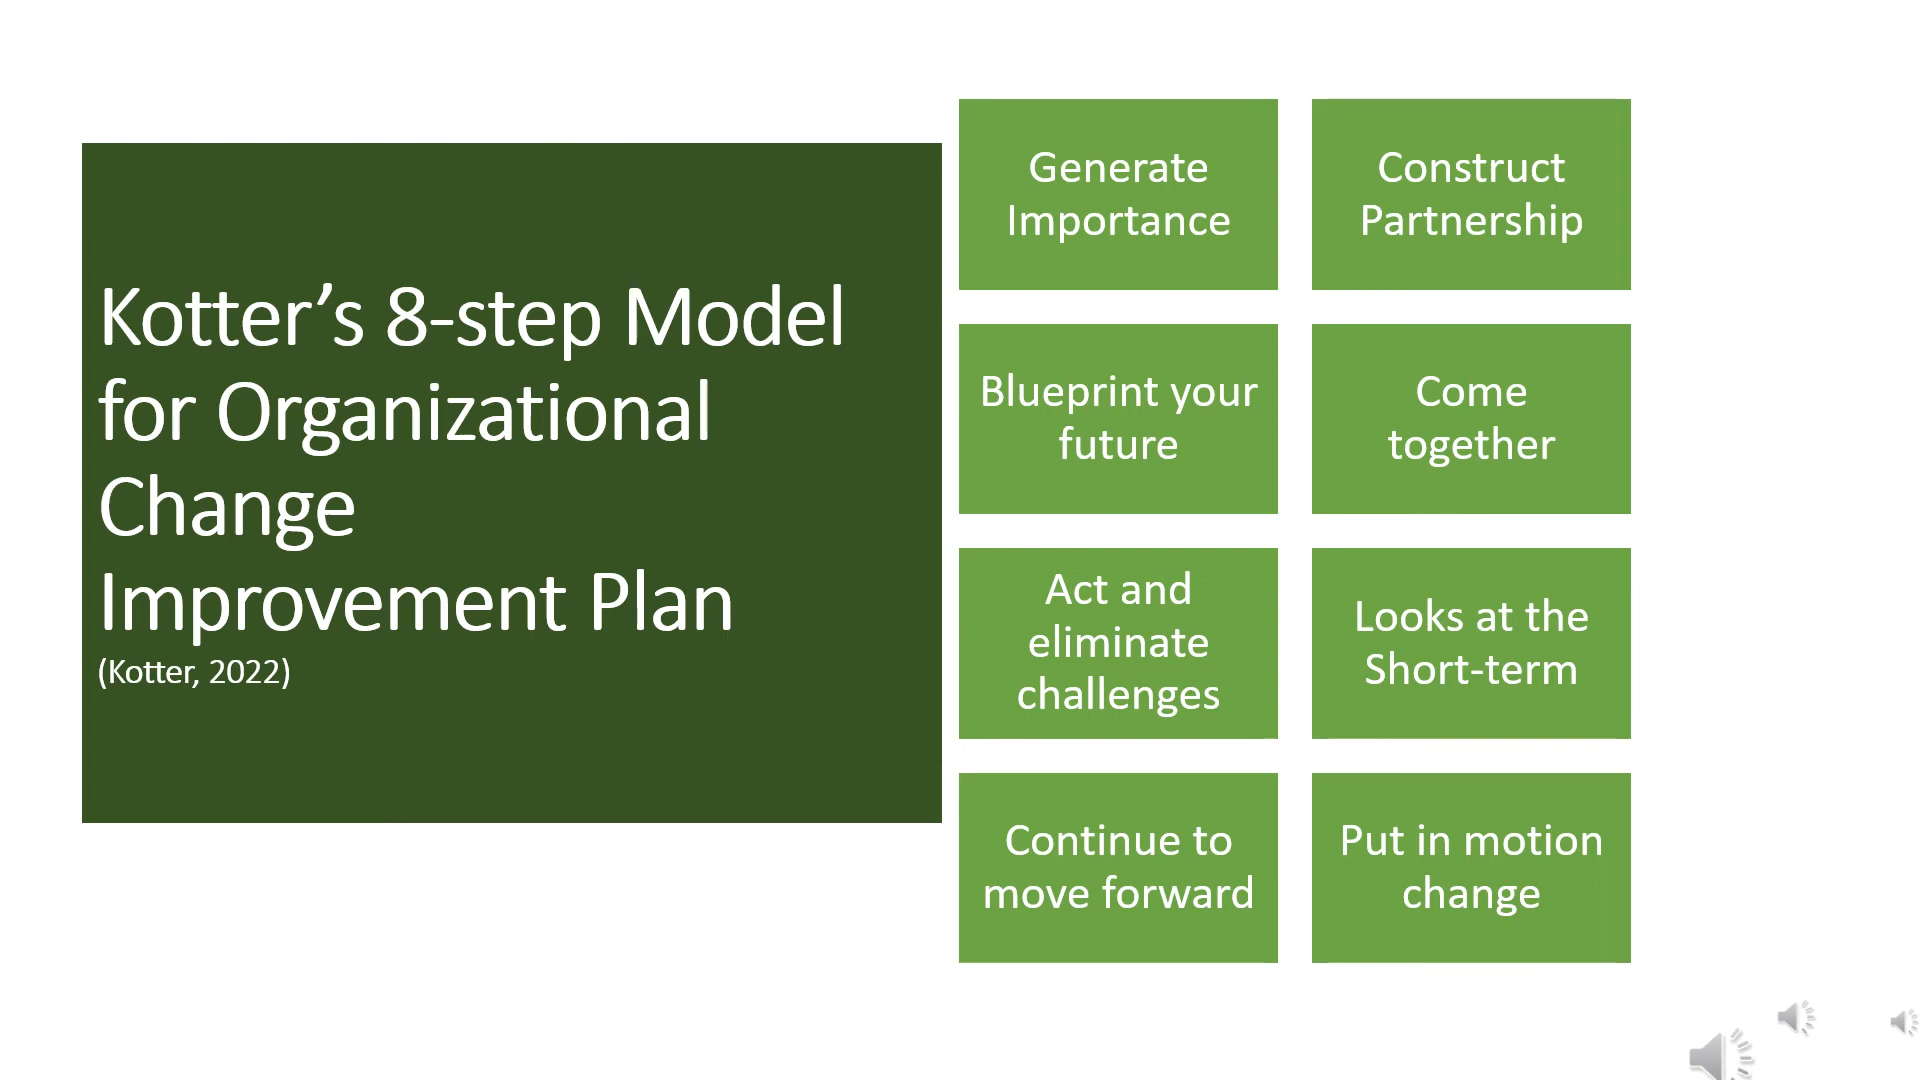 Kotter’s 8-step Model
for Organizational
Change
Improvement Plan
(Kotter, 2022)
Generate
Importance
Construct
Partnership
Blueprint your
future
Come
together
Act and
eliminate
challenges
Looks at the
Short-term
Continue to
move forward
Put in motion
change